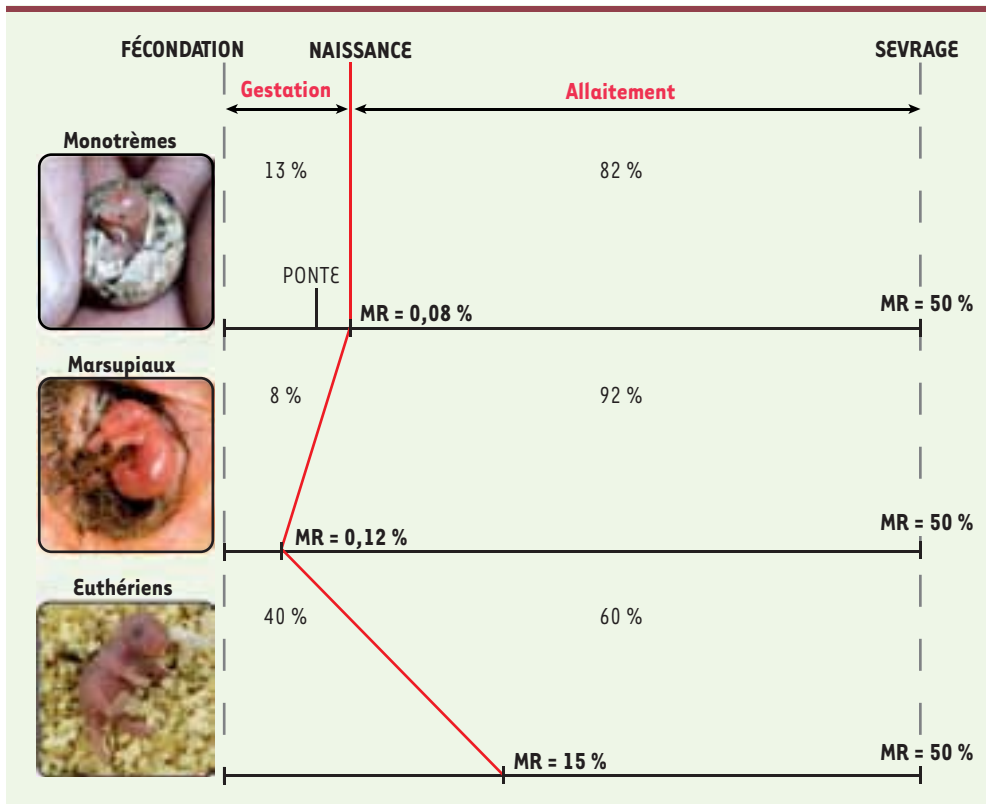 FÉCONDATION NAISSANCE SEVRAGE
Gestation Allaitement
Monotrèmes
13 % 82 %
PONTE
MR = 0,08 % MR = 50 %
Marsupiaux
8 % 92 %
MR = 0,12 % MR = 50 %
Euthériens
40 % 60 %
MR = 15 % MR = 50 %